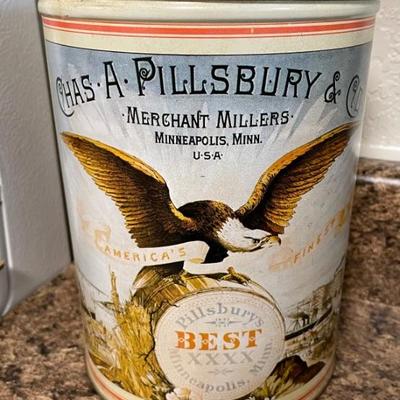 CHAS·A·PILLSBURY & CO.
·MERCHANT MILLERS·
MINNEAPOLIS, MINN.
U·S·A·
AMERICA'S FINEST
Pillsbury's
BEST
XXXX
Minneapolis, Minn.